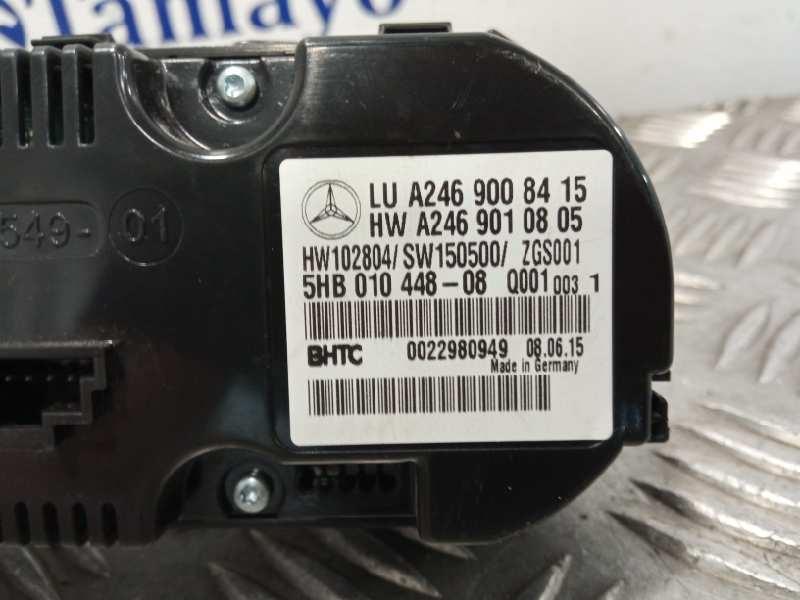 Tamayo
549-
01
LU A246 900 84 15
HW A246 901 08 05
HW102804/SW150500/ ZGS001
5HB 010 448-08 Q001 003 1
BHTC 0022980949 08.06.15
Made in Germany